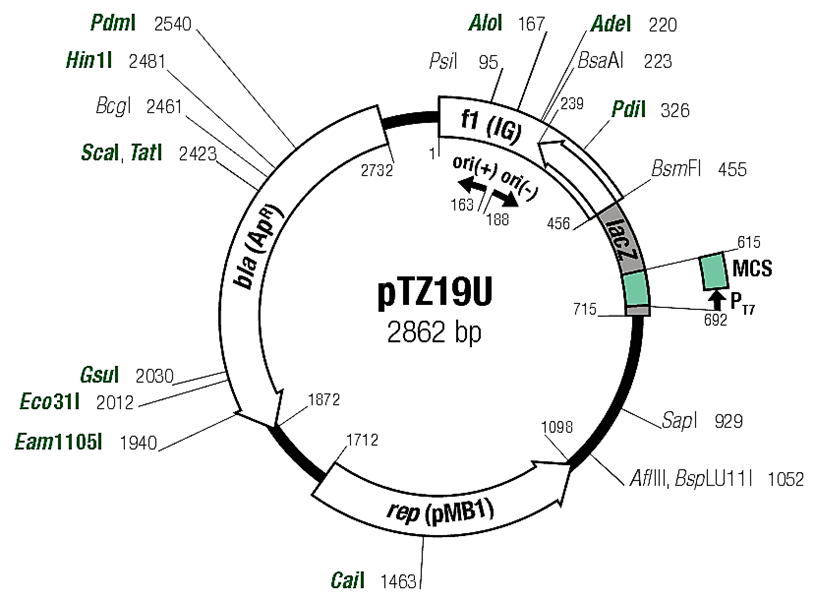 PdmI 2540
Hin1I 2481
BcgI 2461
ScaI, TatI 2423
AloI 167
PsiI 95
AdeI 220
BsaAI 223
239
PdiI 326
BsmFI 455
f1 (IG)
1
2732
ori(+) ori(-)
163
188
456
lacZ
615
MCS
PT7
692
715
bla (ApR)
pTZ19U
2862 bp
GsuI 2030
Eco31I 2012
Eam1105I 1940
1872
1712
1098
SapI 929
AflIII, BspLU11I 1052
rep (pMB1)
CaiI 1463